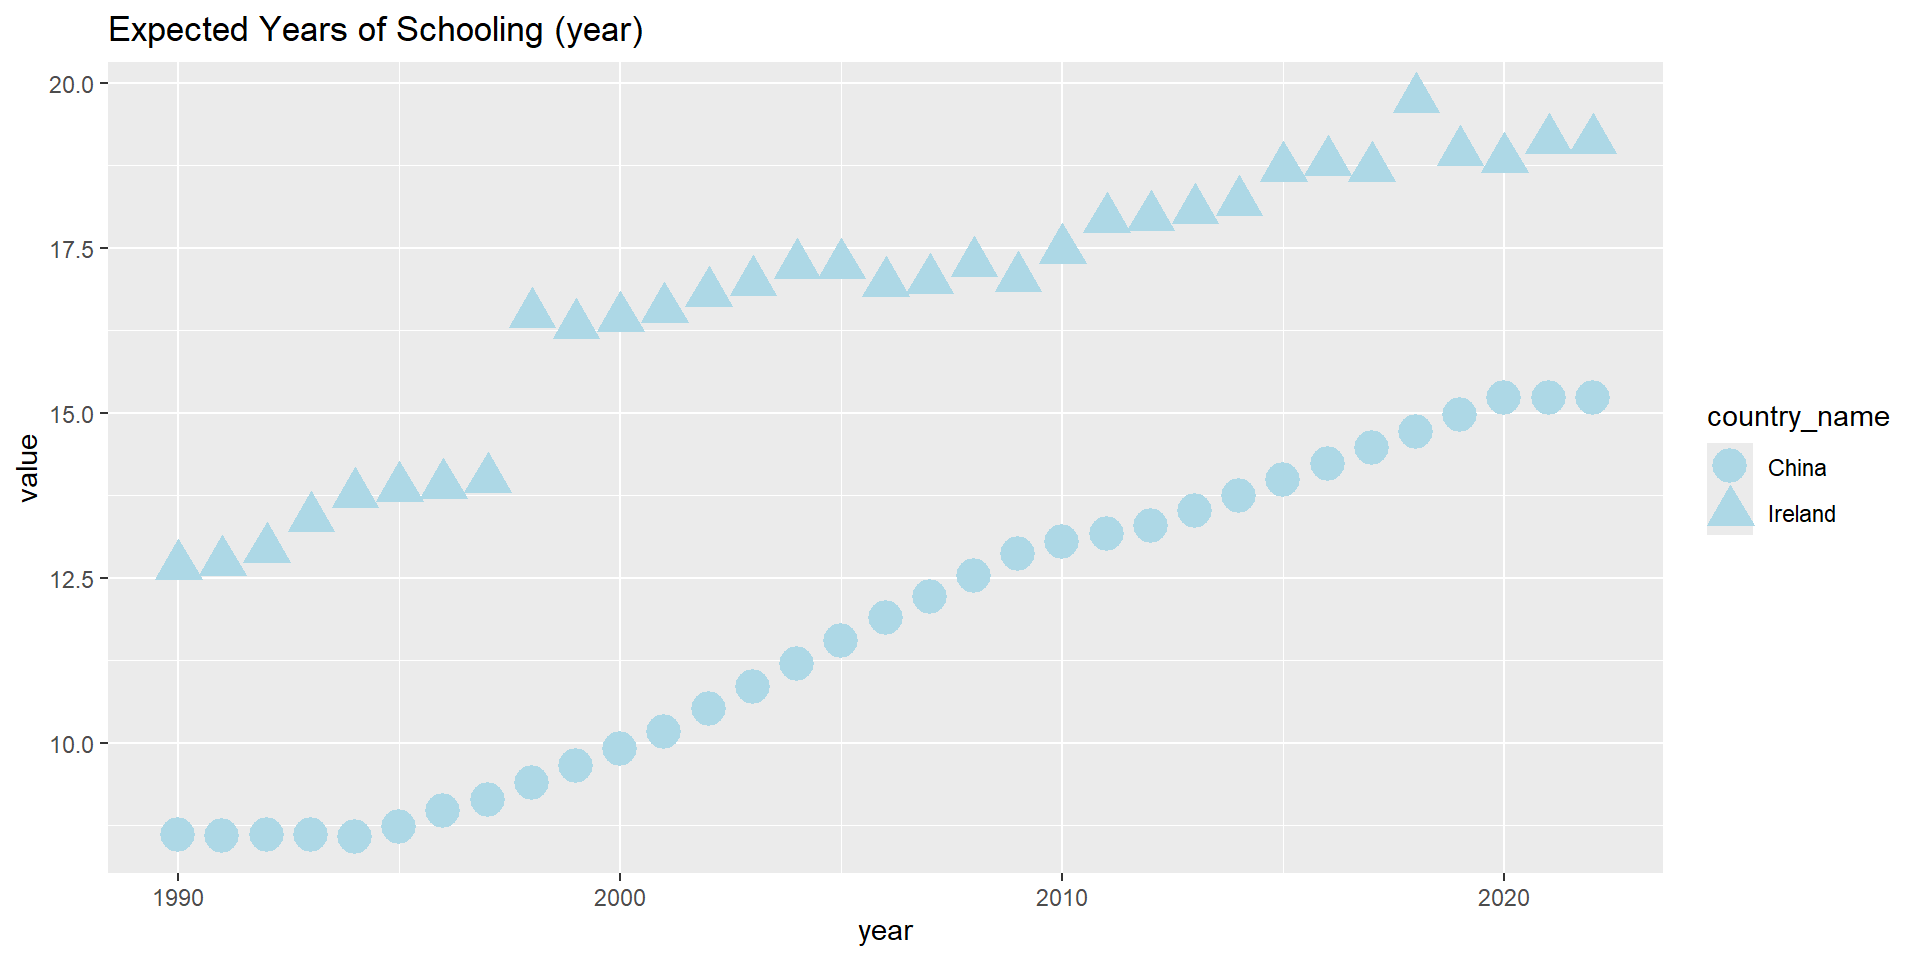 Expected Years of Schooling (year)
20.0
17.5
15.0
12.5
10.0
value
1990
2000
2010
2020
year
country_name
China
Ireland